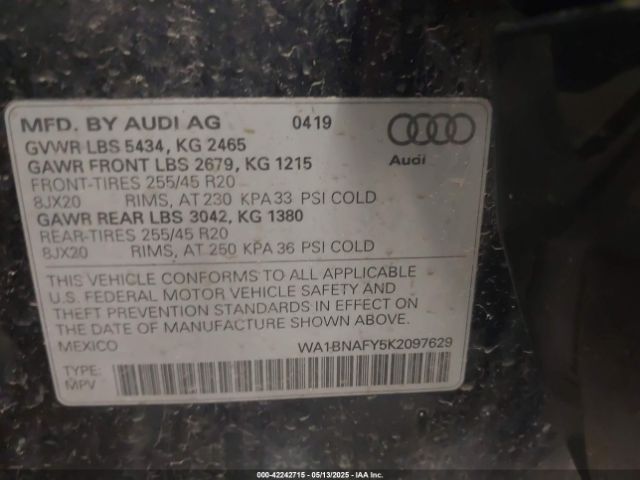 MFD. BY AUDI AG 0419
GVWR LBS 5434, KG 2465
GAWR FRONT LBS 2679, KG 1215
FRONT-TIRES 255/45 R20
8JX20 RIMS, AT 230 KPA 33 PSI COLD
GAWR REAR LBS 3042, KG 1380
REAR-TIRES 255/45 R20
8JX20 RIMS, AT 250 KPA 36 PSI COLD
Audi
THIS VEHICLE CONFORMS TO ALL APPLICABLE
U.S. FEDERAL MOTOR VEHICLE SAFETY AND
THEFT PREVENTION STANDARDS IN EFFECT ON
THE DATE OF MANUFACTURE SHOWN ABOVE.
MEXICO WA1BNAFY5K2097629
TYPE:
MPV
000-42242715 - 05/13/2025 - IAA Inc.